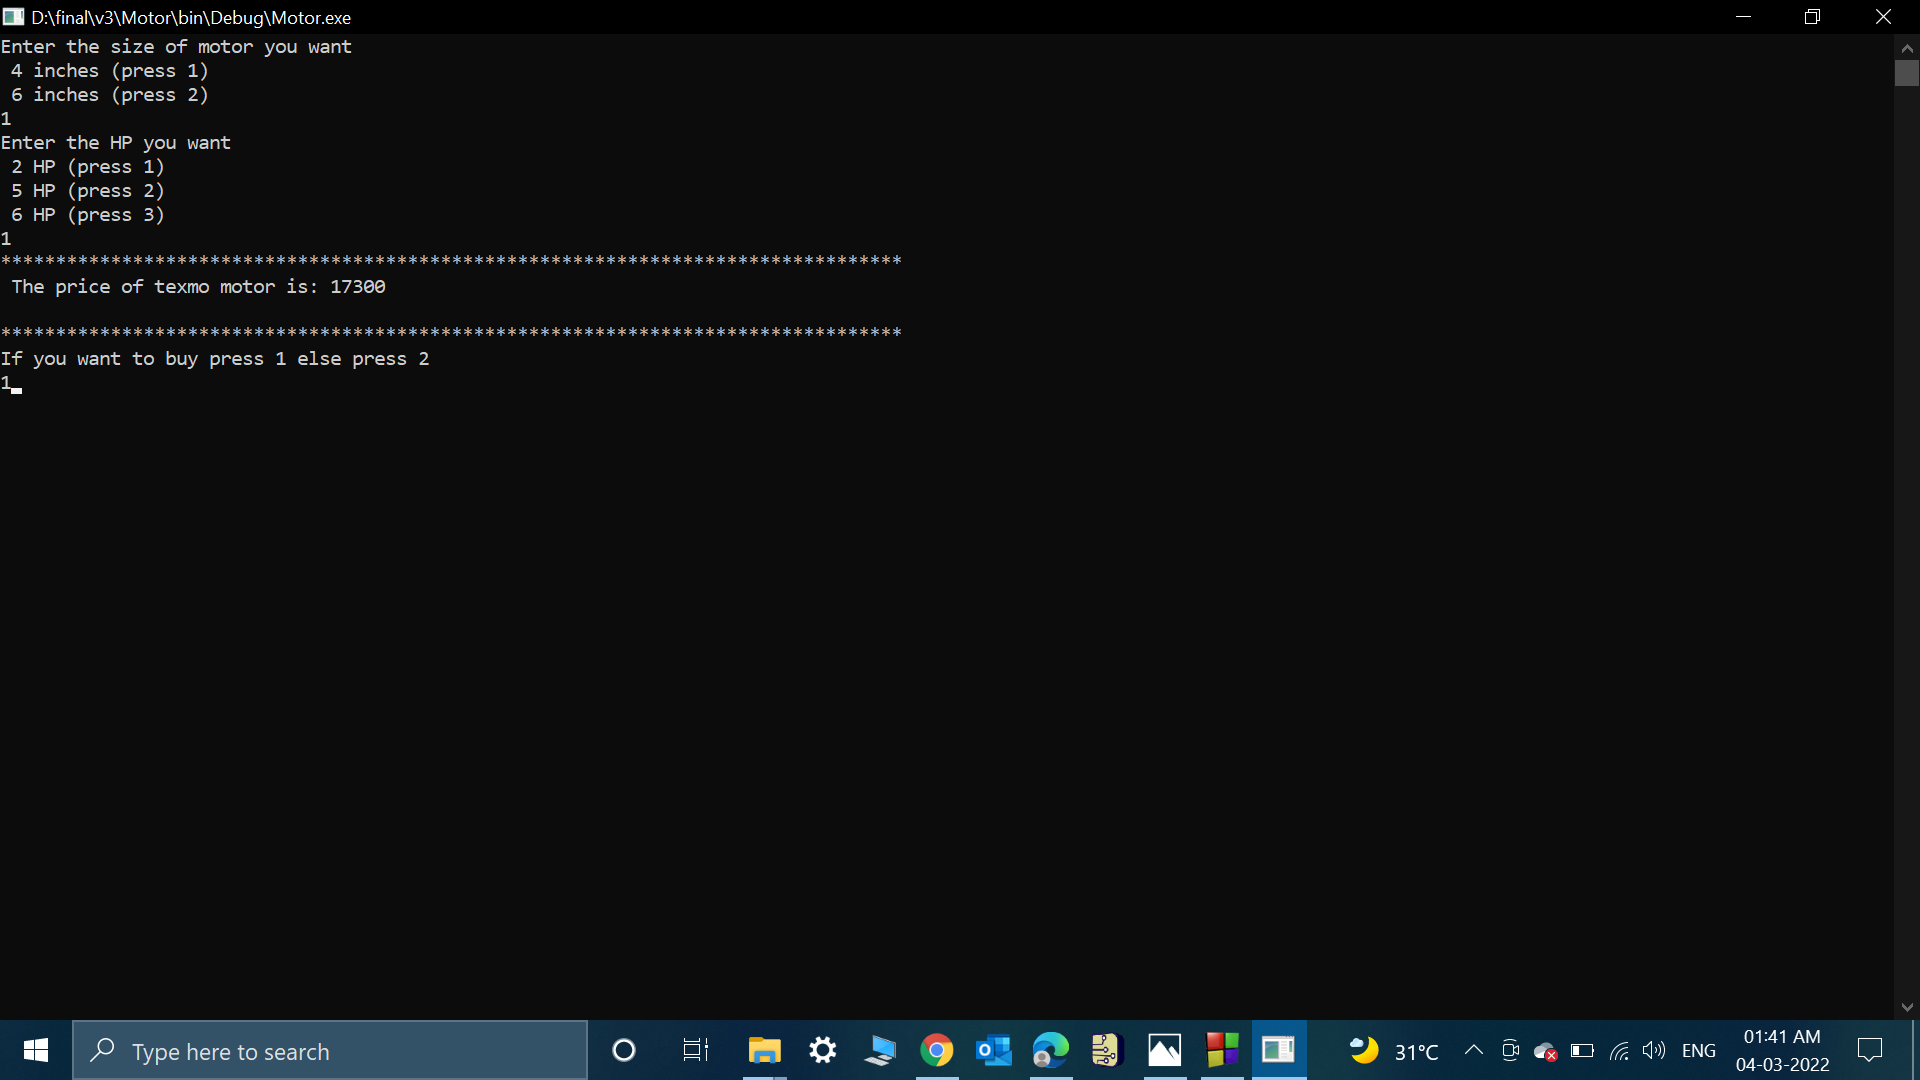 D:\final\v3\Motor\bin\Debug\Motor.exe
Enter the size of motor you want
4 inches (press 1)
6 inches (press 2)
1
Enter the HP you want
2 HP (press 1)
5 HP (press 2)
6 HP (press 3)
1
**********************************************************************************
The price of texmo motor is: 17300
**********************************************************************************
If you want to buy press 1 else press 2
1
Type here to search
31°C
ENG
01:41 AM
04-03-2022